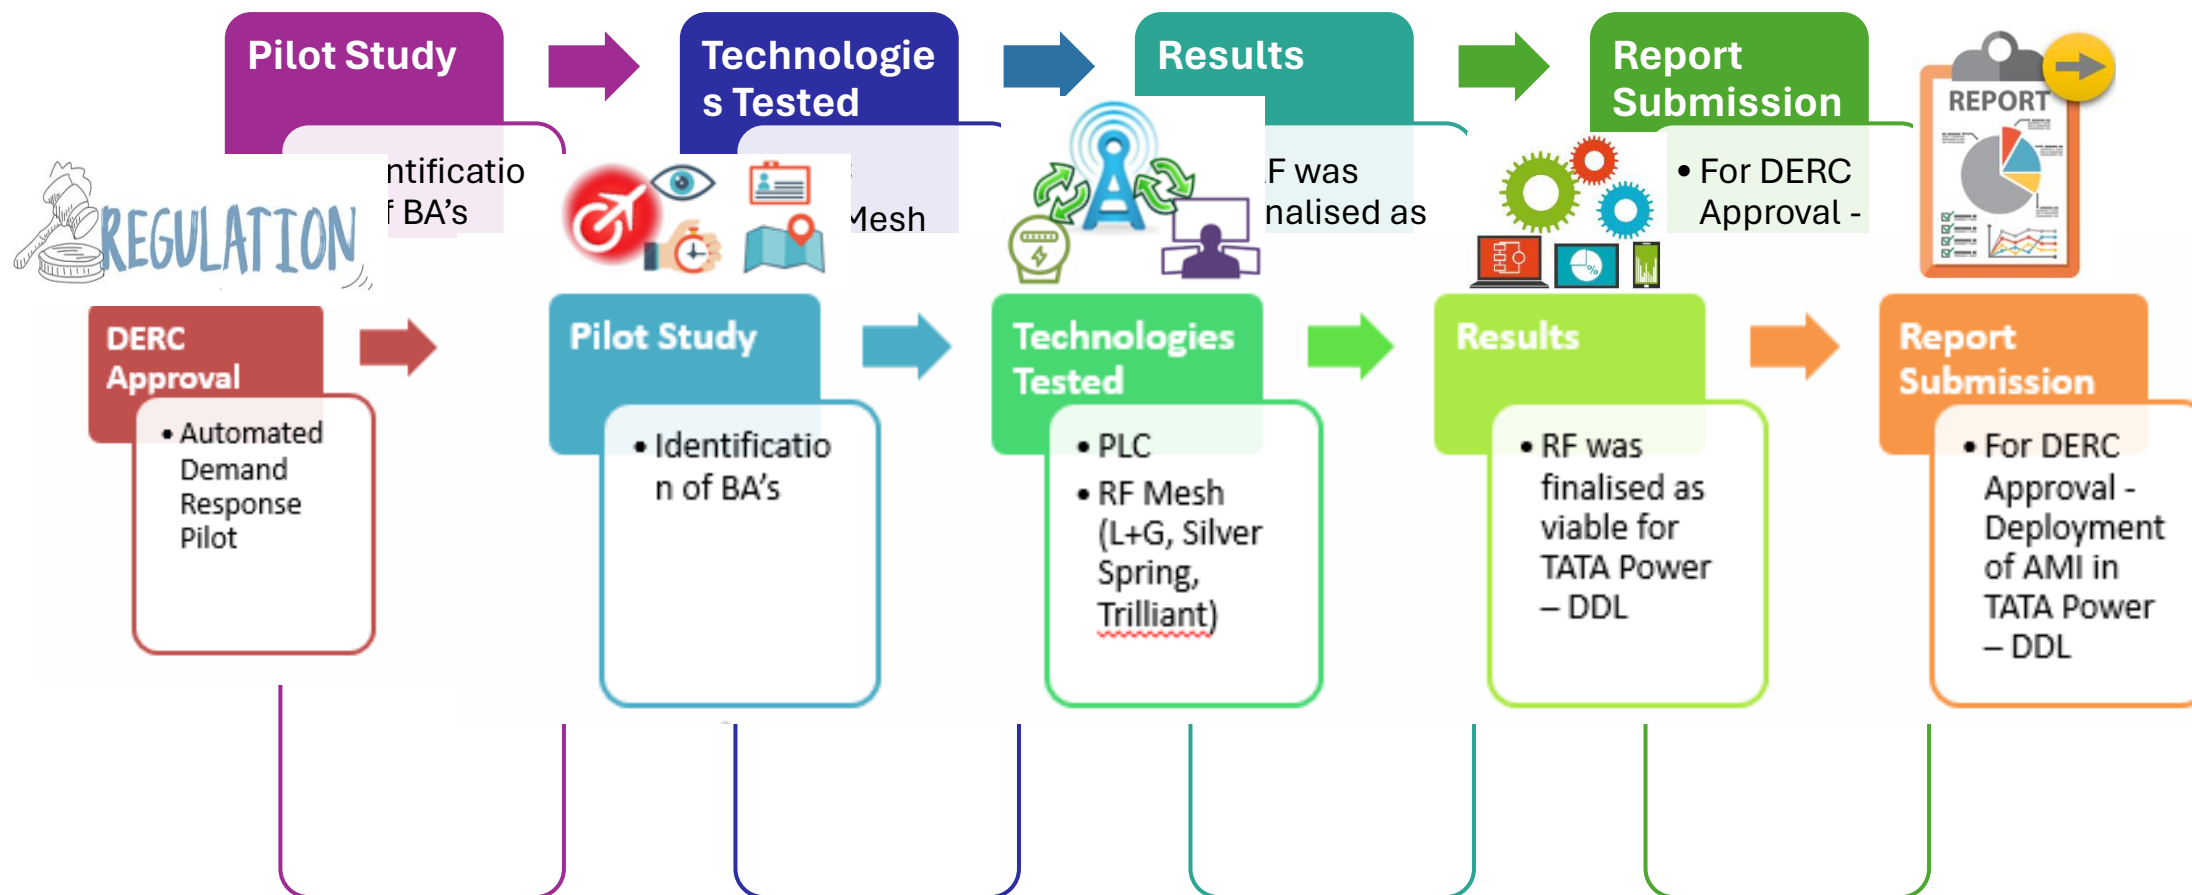 Pilot Study
Technologie
s Tested
Results
Report
Submission
REPORT
ntificatio
f BA's
Mesh
F was
nalised as
• For DERC
Approval -
REGULATION
%
DERC
Approval
• Automated
Demand
Response
Pilot
Pilot Study
• Identificatio
n of BA's
Technologies
Tested
• PLC
• RF Mesh
(L+G, Silver
Spring,
Trilliant)
Results
• RF was
finalised as
viable for
TATA Power
– DDL
Report
Submission
• For DERC
Approval -
Deployment
of AMI in
TATA Power
– DDL